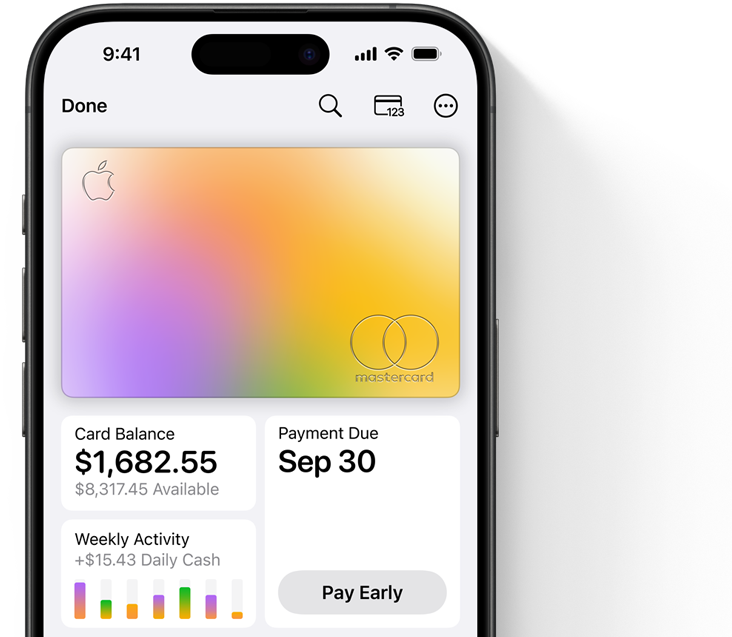 9:41
Done
123
mastercard
Card Balance
$1,682.55
$8,317.45 Available
Payment Due
Sep 30
Weekly Activity
+$15.43 Daily Cash
Pay Early